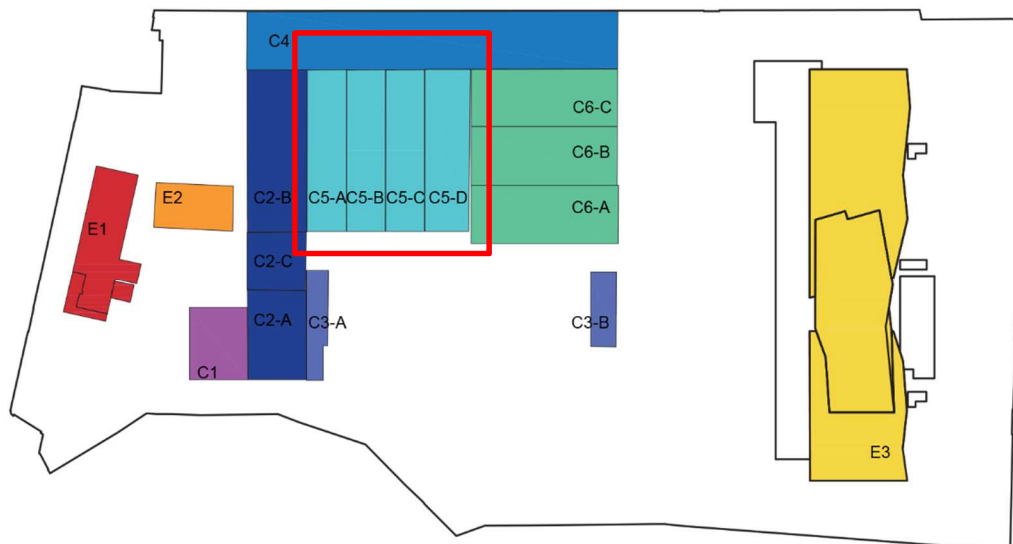 C4
C6-C
C6-B
E2
C2-B
C5-A
C5-B
C5-C
C5-D
C6-A
E1
C2-C
C2-A
C3-A
C3-B
C1
E3